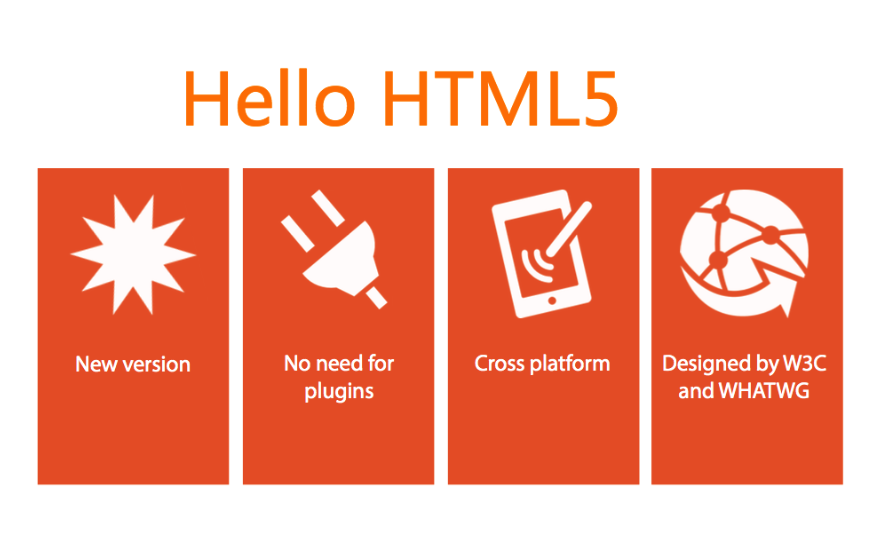 Hello HTML5
New version
No need for
plugins
Cross platform
Designed by W3C
and WHATWG